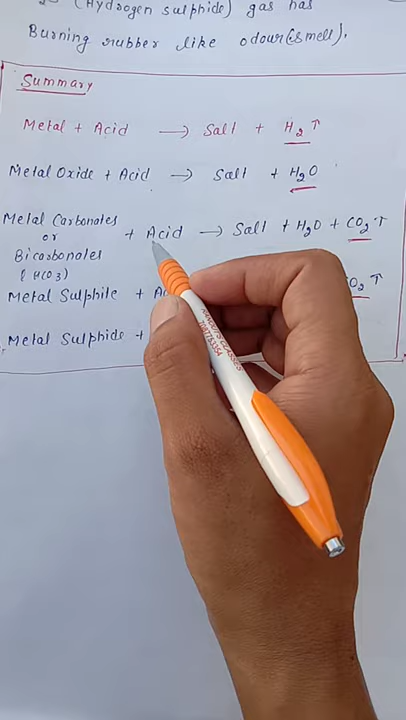 (Hydrogen sulphide) gas has
Burning rubber like odour (smell).
Summary
Metal + Acid → Salt + H2 ↑
Metal Oxide + Acid → Salt + H2O
Metal Carbonates
or
Bicarbonates
(HCO3)
+ Acid → Salt + H2O + CO2 ↑
Metal Sulphite + A
O2 ↑
Metal Sulphide +